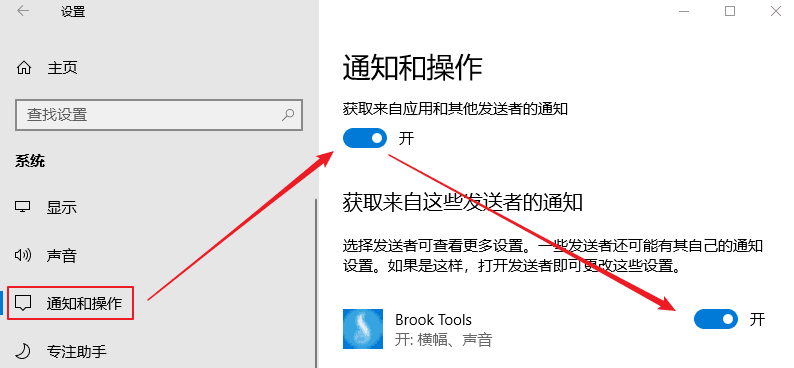 设置
主页
查找设置
系统
显示
声音
通知和操作
专注助手
通知和操作
获取来自应用和其他发送者的通知
开
获取来自这些发送者的通知
选择发送者可查看更多设置。一些发送者还可能有其自己的通知
设置。如果是这样，打开发送者即可更改这些设置。
Brook Tools
开
开: 横幅、声音